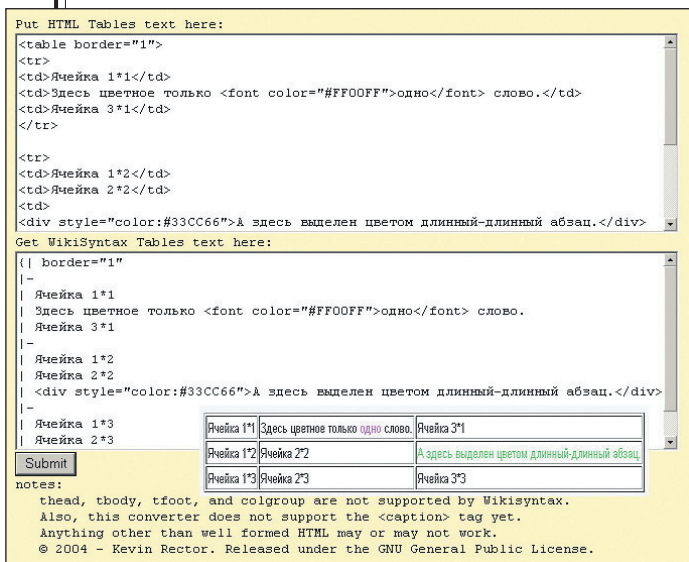 Put HTML Tables text here:
<table border="1">
<tr>
<td>Ячейка 1*1</td>
<td>Здесь цветное только <font color="#FF00FF">одно</font> слово.</td>
<td>Ячейка 3*1</td>
</tr>
<tr>
<td>Ячейка 1*2</td>
<td>Ячейка 2*2</td>
<td>
<div style="color:#33CC66">А здесь выделен цветом длинный-длинный абзац.</div>
Get WikiSyntax Tables text here:
{| border="1"
|-
| Ячейка 1*1
| Здесь цветное только <font color="#FF00FF">одно</font> слово.
| Ячейка 3*1
|-
| Ячейка 1*2
| Ячейка 2*2
| <div style="color:#33CC66">А здесь выделен цветом длинный-длинный абзац.</div>
|-
| Ячейка 1*3
| Ячейка 2*3
Ячейка 1*1 Здесь цветное только одно слово. Ячейка 3*1
Ячейка 1*2 Ячейка 2*2 А здесь выделен цветом длинный-длинный абзац.
Ячейка 1*3 Ячейка 2*3 Ячейка 3*3
Submit
notes:
thead, tbody, tfoot, and colgroup are not supported by Wikisyntax.
Also, this converter does not support the <caption> tag yet.
Anything other than well formed HTML may or may not work.
© 2004 - Kevin Rector. Released under the GNU General Public License.